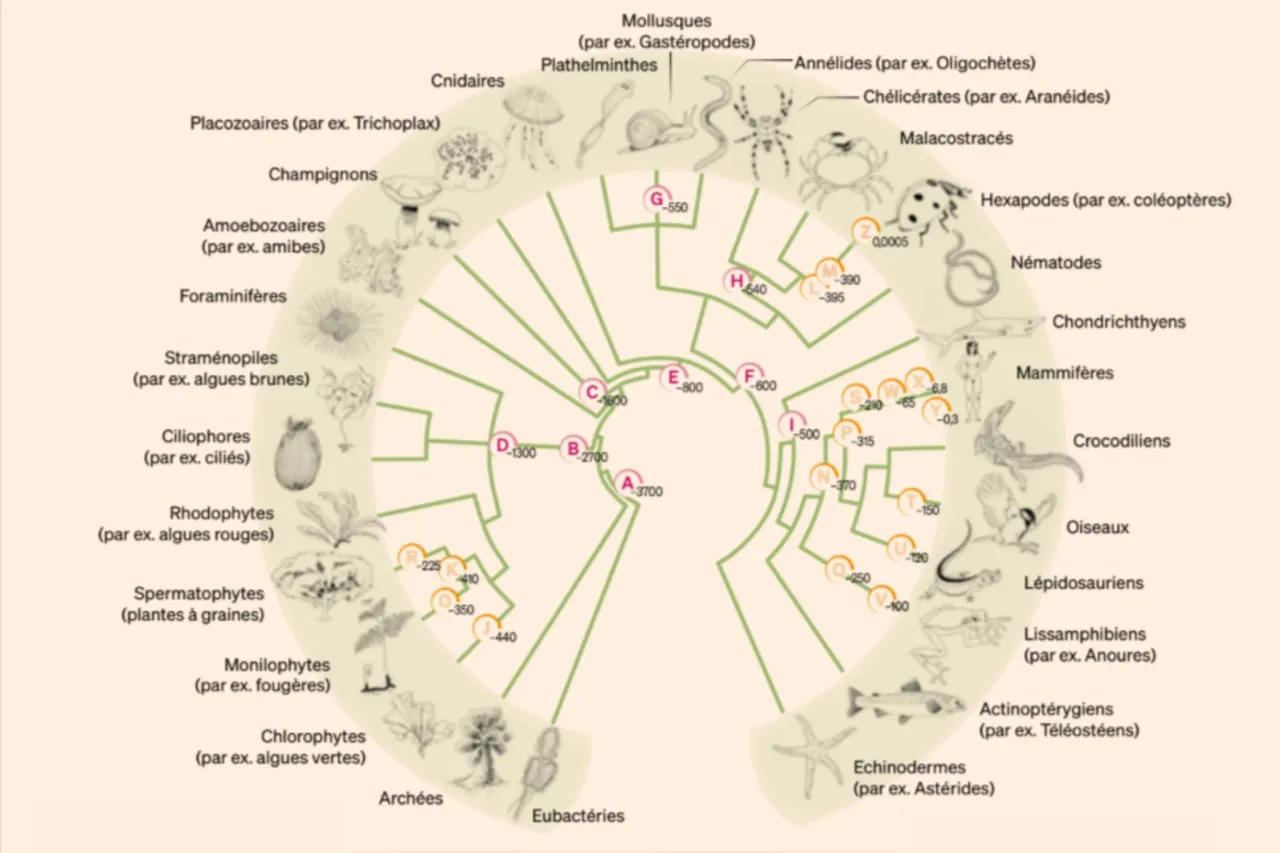 Mollusques
(par ex. Gastéropodes)
Plathelminthes
Annélides (par ex. Oligochètes)
Cnidaires
Chélicérates (par ex. Aranéides)
Placozoaires (par ex. Trichoplax)
Malacostracés
Champignons
Hexapodes (par ex. coléoptères)
Amoebozoaires
(par ex. amibes)
Nématodes
Foraminifères
Chondrichthyens
Straménopiles
(par ex. algues brunes)
Mammifères
Ciliophores
(par ex. ciliés)
Crocodiliens
Rhodophytes
(par ex. algues rouges)
Oiseaux
Spermatophytes
(plantes à graines)
Lépidosauriens
Monilophytes
(par ex. fougères)
Lissamphibiens
(par ex. Anoures)
Chlorophytes
(par ex. algues vertes)
Actinoptérygiens
(par ex. Téléostéens)
Archées
Echinodermes
(par ex. Astérides)
Eubactéries
G -550
Z 0,0005
H -540
M -390
L -395
E -800
F -600
C -1600
I -500
S -210
W -65
X -6,8
Y -0,3
P -315
D -1300
B -2700
A -3700
N -370
T -150
U -120
Q -250
V -100
R -225
K -410
O -350
J -440